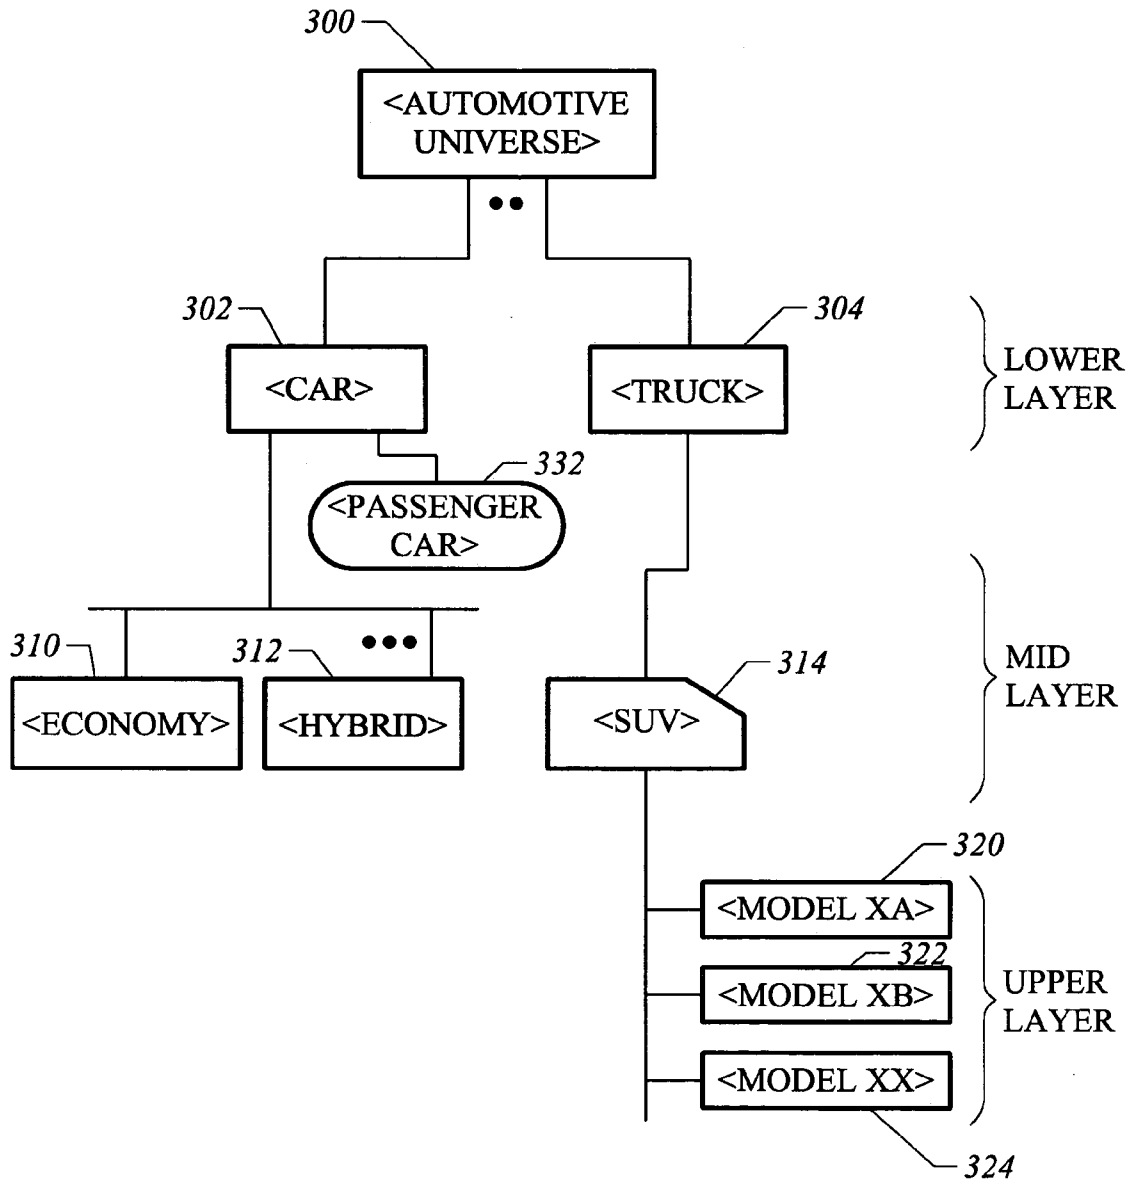 300
<AUTOMOTIVE
UNIVERSE>
302
304
<CAR>
<TRUCK>
LOWER
LAYER
332
<PASSENGER
CAR>
310
312
314
<ECONOMY>
<HYBRID>
<SUV>
MID
LAYER
320
<MODEL XA>
322
<MODEL XB>
UPPER
LAYER
<MODEL XX>
324